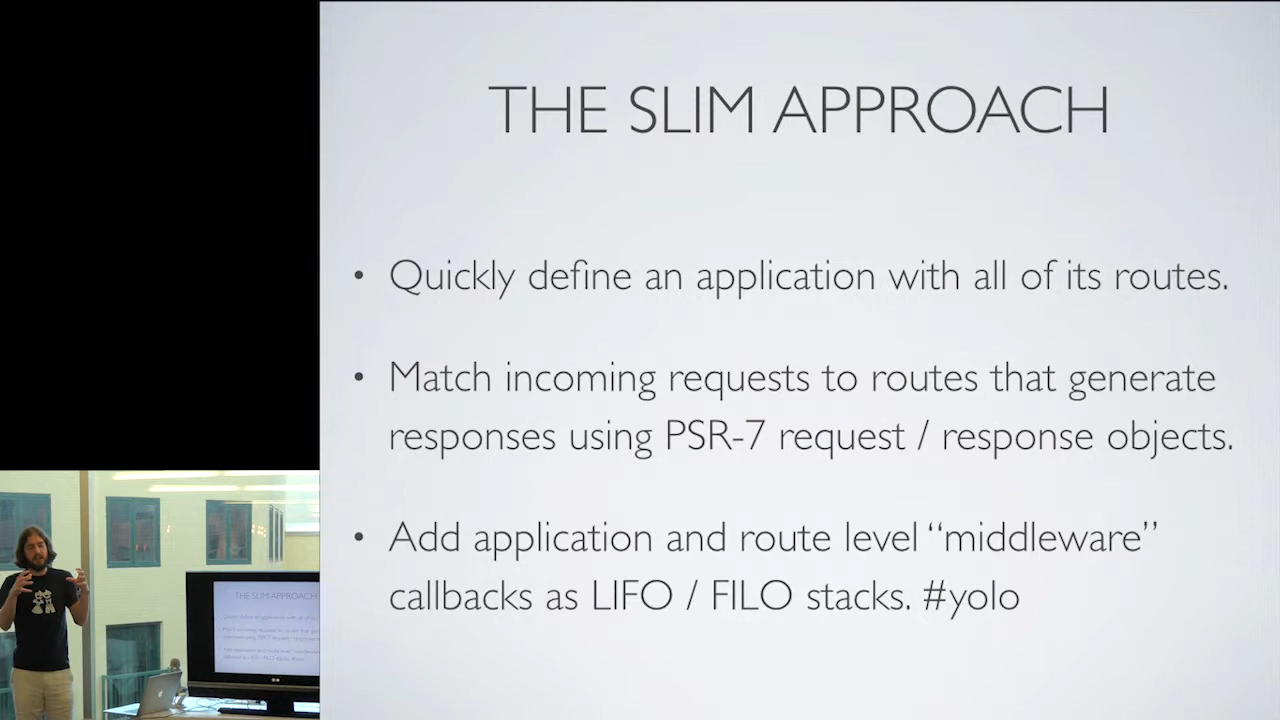 THE SLIM APPROACH
• Quickly define an application with all of its routes.
• Match incoming requests to routes that generate
responses using PSR-7 request / response objects.
• Add application and route level “middleware”
callbacks as LIFO / FILO stacks. #yolo
THE SLIM APPROACH